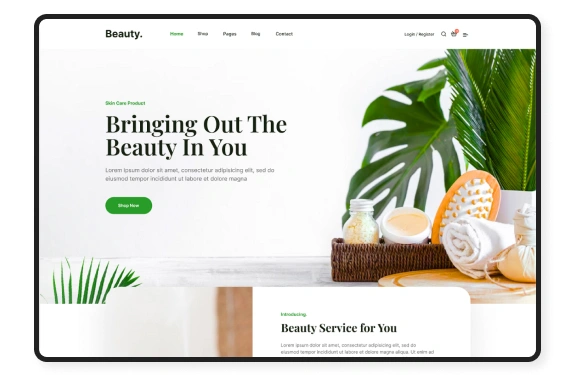 Beauty.
Home Shop Pages Blog Contact
Login / Register
Skin Care Product
Bringing Out The
Beauty In You
Lorem ipsum dolor sit amet, consectetur adipisicing elit, sed do
eiusmod tempor incididunt ut labore et dolore magna
Shop Now
Introducing
Beauty Service for You
Lorem ipsum dolor sit amet, consectetur adipisicing elit, sed do
eiusmod tempor incididunt ut labore et dolore magna aliqua. Ut enim ad